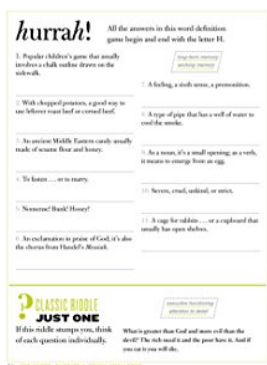 hurrah!
All the answers in this word definition
game begin and end with the letter H.
long-term memory
working memory
1. Popular children's game that usually
involves a chalk outline drawn on the
sidewalk.
2. With chopped potatoes, a good way to
use leftover roast beef or corned beef.
3. An ancient Middle Eastern candy usually
made of sesame flour and honey.
4. To fasten . . . or to marry.
5. Nonsense! Bunk! Hooey!
6. An exclamation in praise of God; it's also
the chorus from Handel's Messiah.
7. A feeling, a sixth sense, a premonition.
8. A type of pipe that has a well of water to
cool the smoke.
9. As a noun, it's a small opening; as a verb,
it means to emerge from an egg.
10. Severe, cruel, unkind, or strict.
11. A cage for rabbits . . . or a cupboard that
usually has open shelves.
? CLASSIC RIDDLE
JUST ONE
If this riddle stumps you, think
of each question individually.
executive functioning
attention to detail
What is greater than God and more evil than the
devil? The rich need it and the poor have it. And if
you eat it you will die.